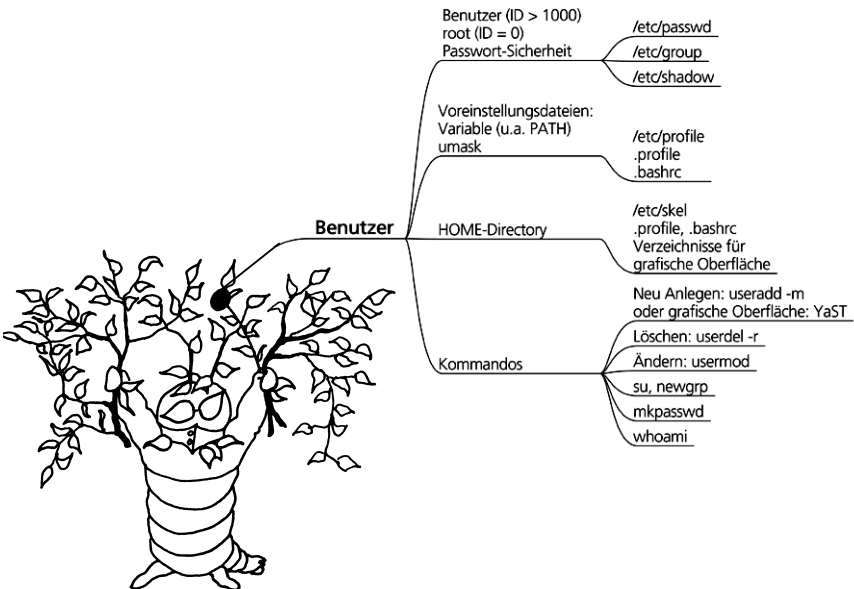 Benutzer
Benutzer (ID > 1000)
root (ID = 0)
Passwort-Sicherheit
/etc/passwd
/etc/group
/etc/shadow
Voreinstellungsdateien:
Variable (u.a. PATH)
umask
/etc/profile
.profile
.bashrc
HOME-Directory
/etc/skel
.profile, .bashrc
Verzeichnisse für
grafische Oberfläche
Kommandos
Neu Anlegen: useradd -m
oder grafische Oberfläche: YaST
Löschen: userdel -r
Ändern: usermod
su, newgrp
mkpasswd
whoami